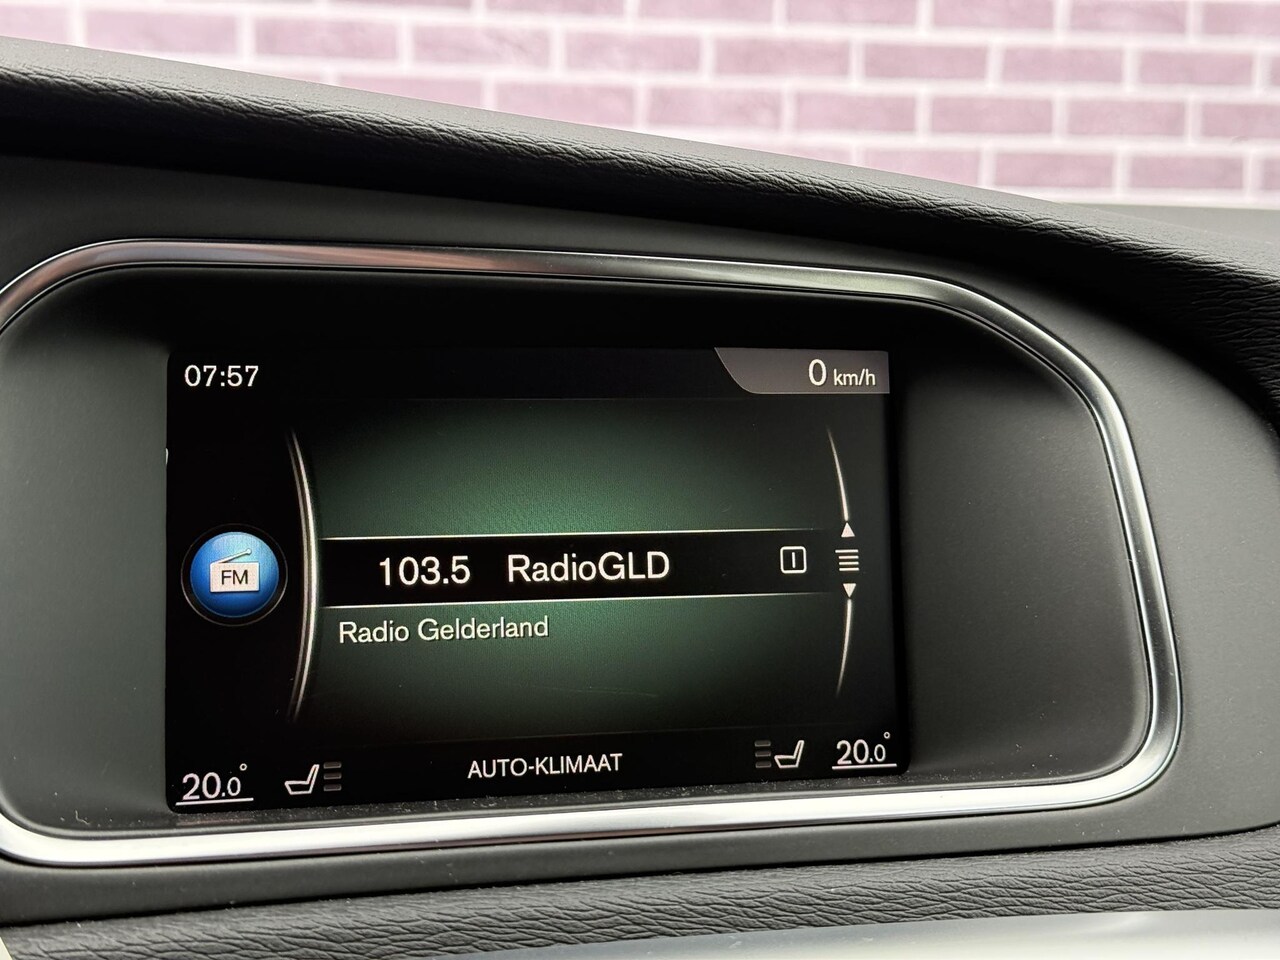 07:57
0 km/h
FM
103.5 RadioGLD
Radio Gelderland
20.0°
AUTO-KLIMAAT
20.0°